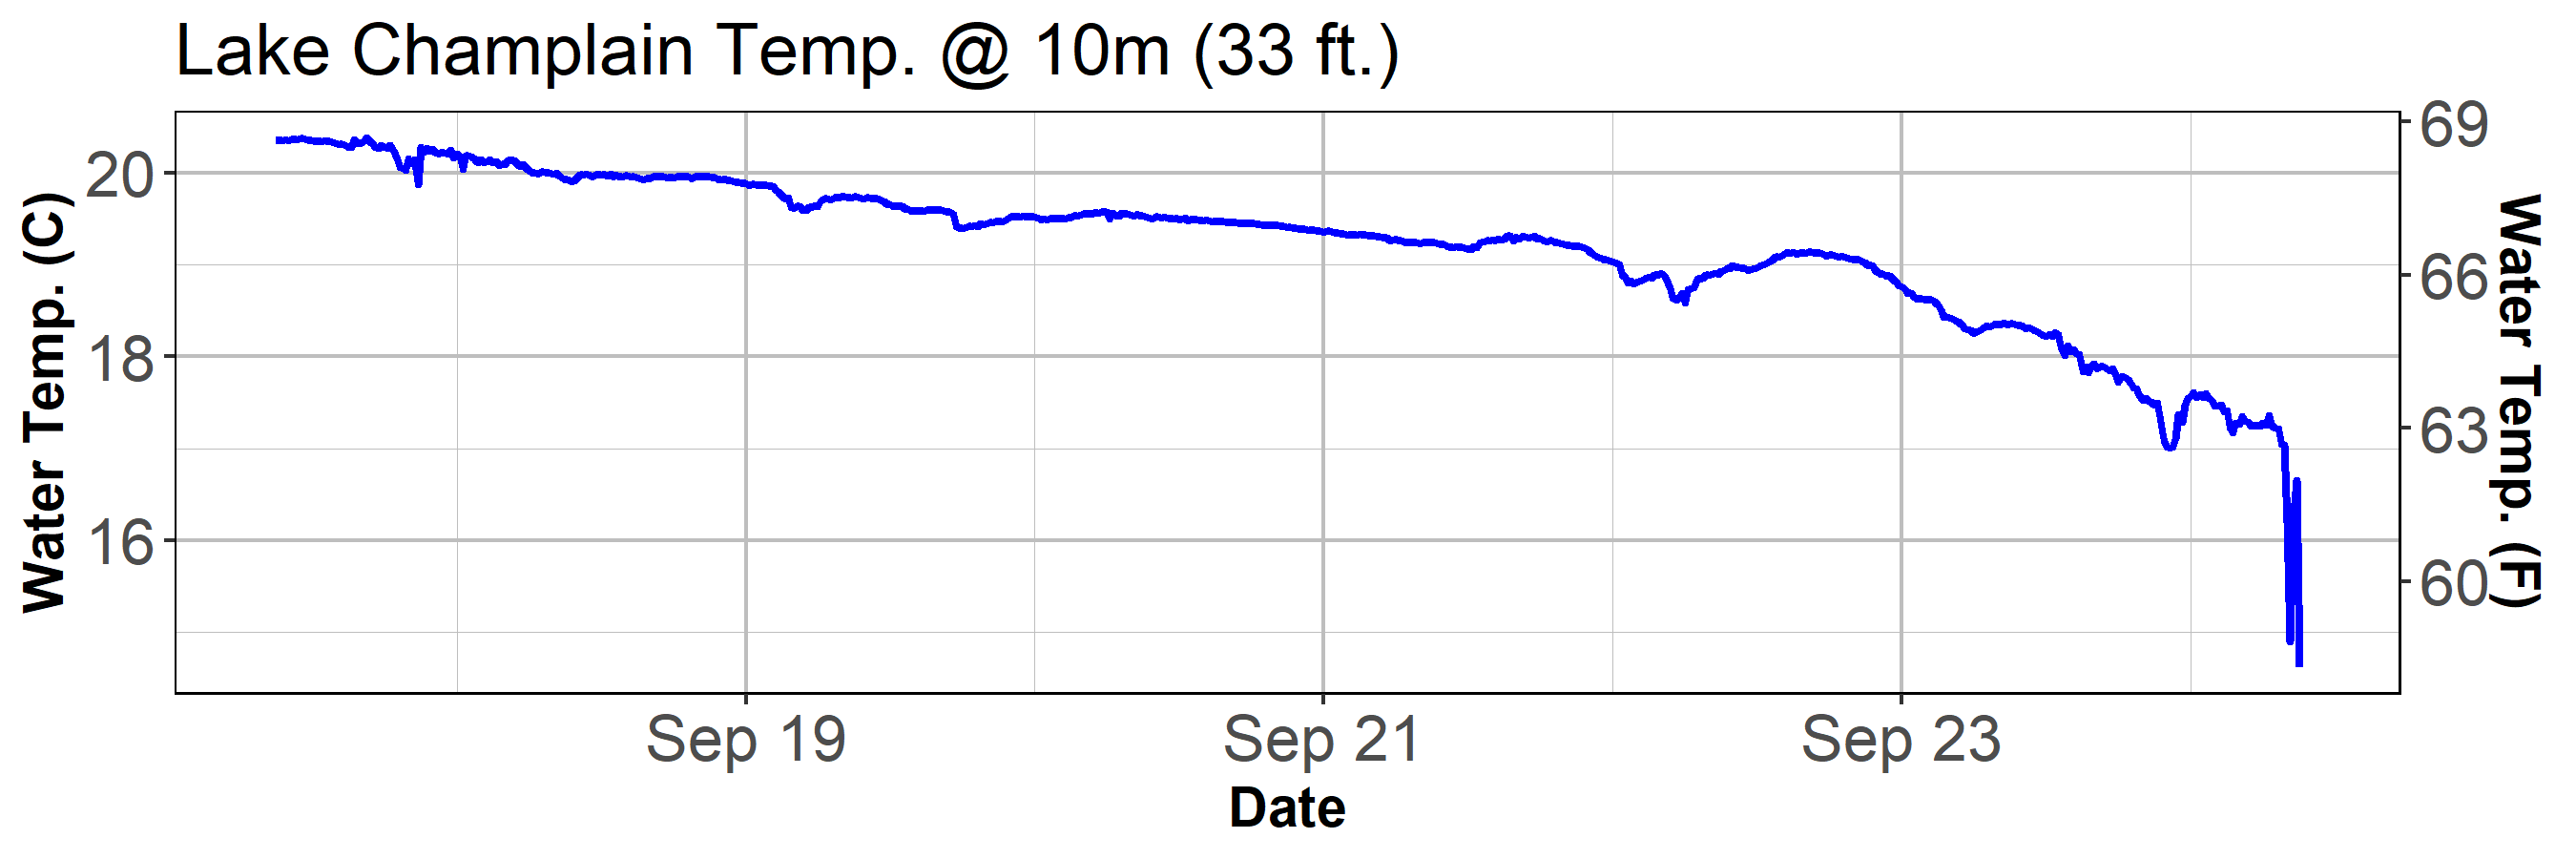 Lake Champlain Temp. @ 10m (33 ft.)
Water Temp. (C)
20
18
16
69
66
63
60
Water Temp. (F)
Sep 19
Sep 21
Sep 23
Date